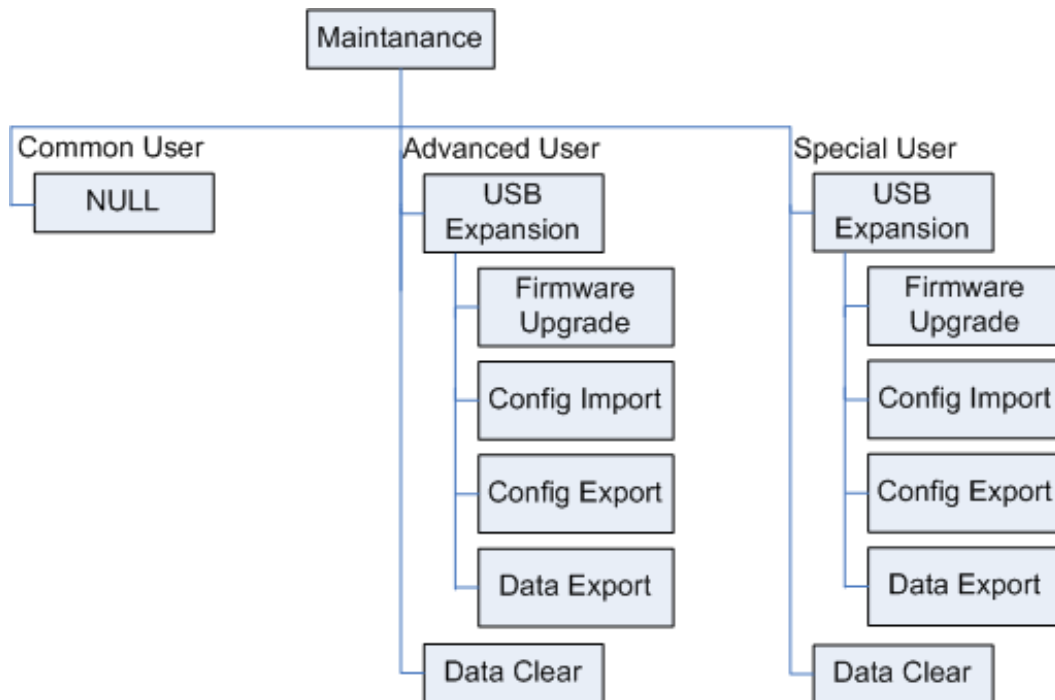 Maintanance
Common User
NULL
Advanced User
USB
Expansion
Firmware
Upgrade
Config Import
Config Export
Data Export
Data Clear
Special User
USB
Expansion
Firmware
Upgrade
Config Import
Config Export
Data Export
Data Clear